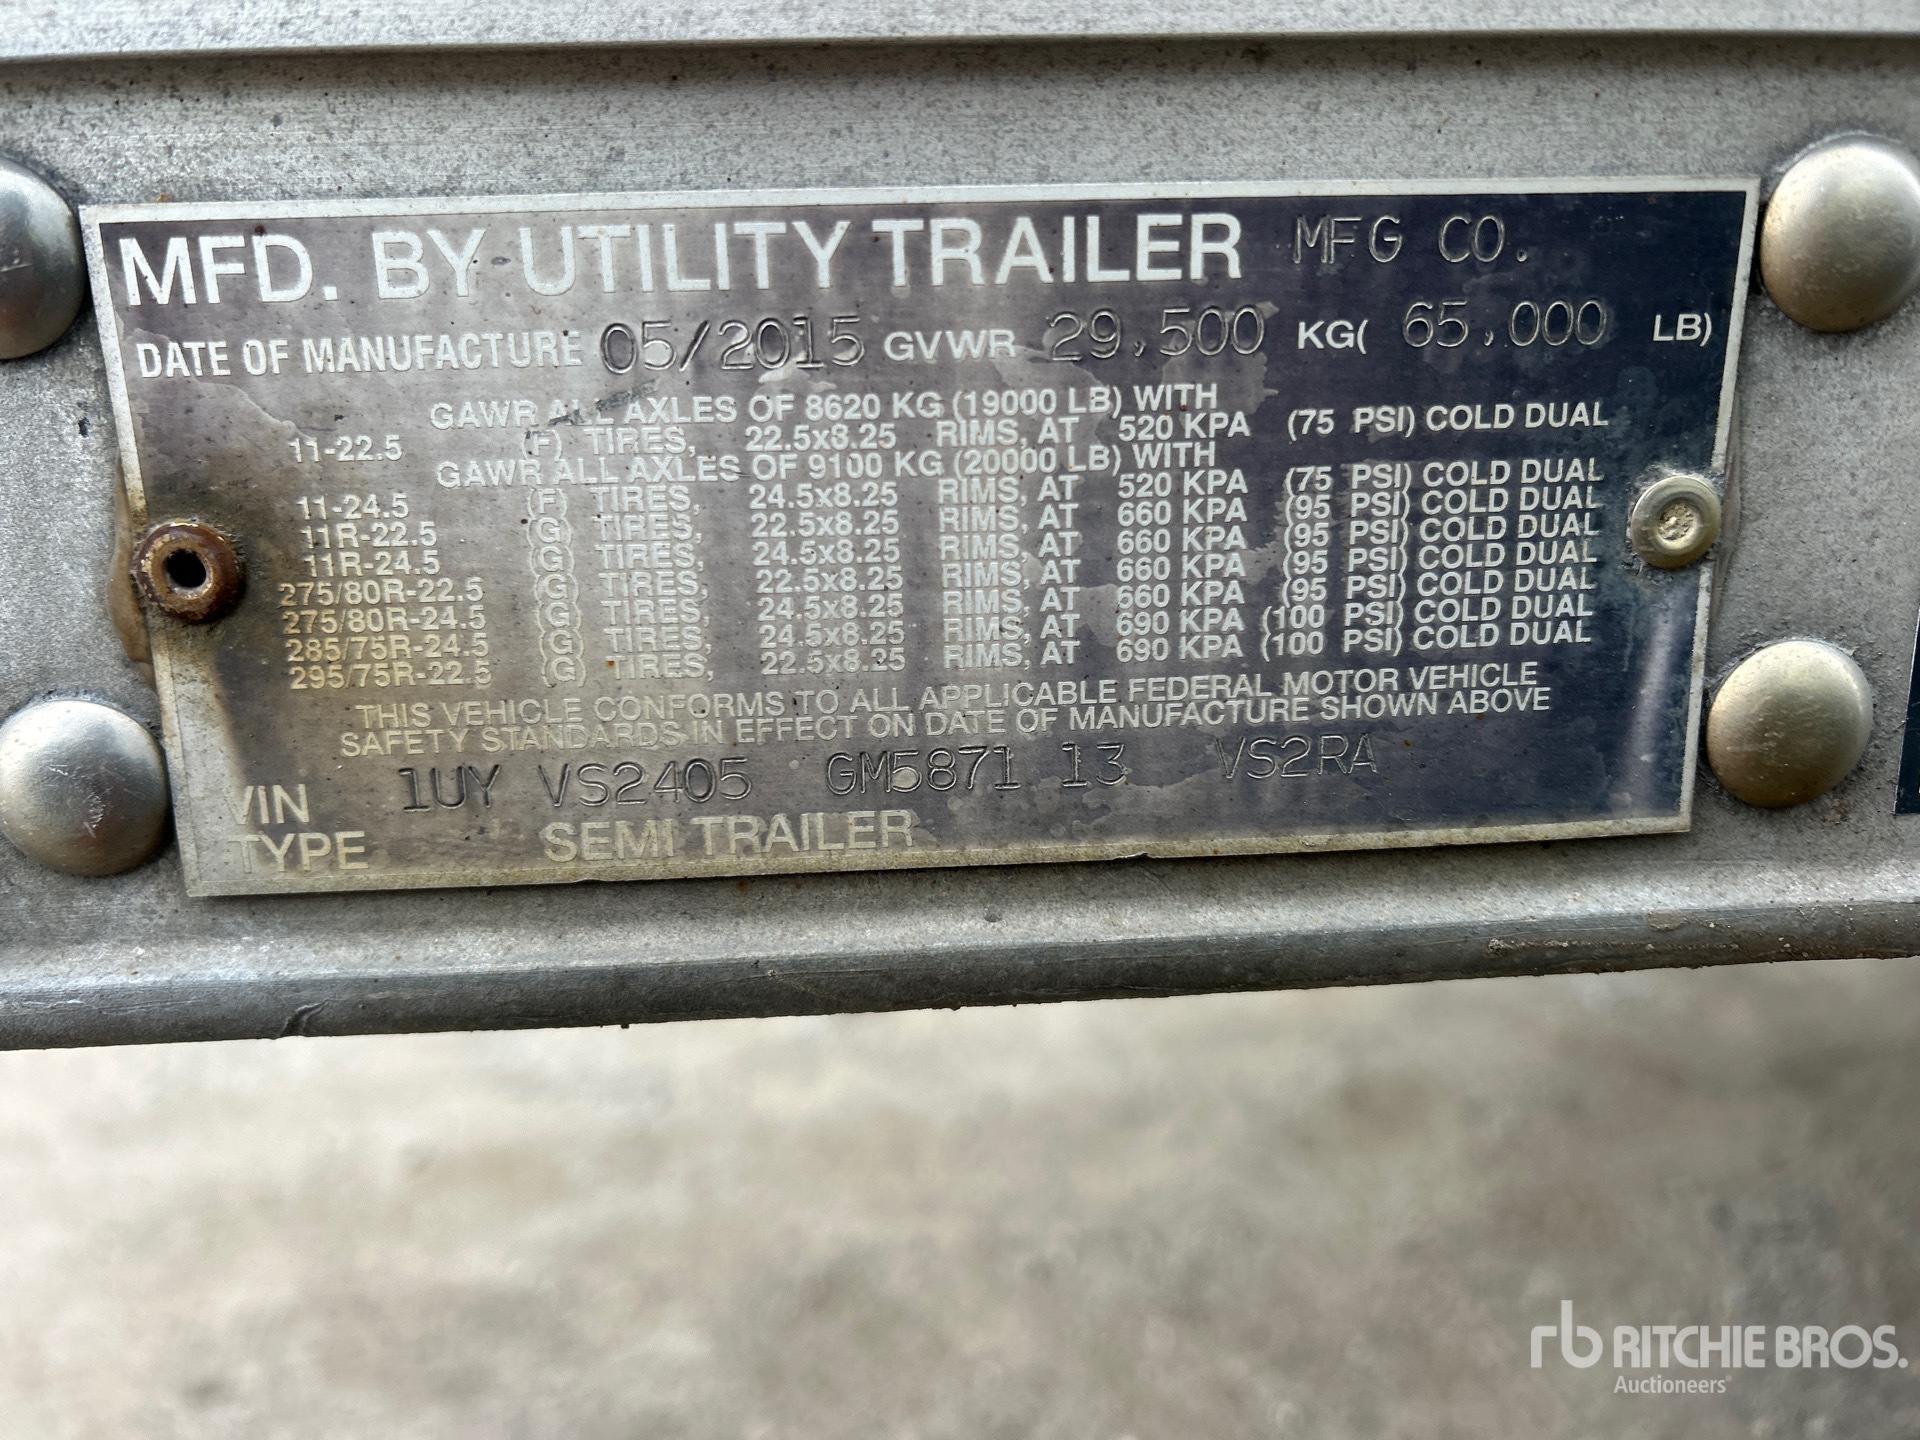 MFD. BY UTILITY TRAILER MFG CO.
DATE OF MANUFACTURE 05/2015 GVWR 29,500 KG( 65,000 LB)
GAWR ALL AXLES OF 8620 KG (19000 LB) WITH
11-22.5 (F) TIRES, 22.5x8.25 RIMS, AT 520 KPA (75 PSI) COLD DUAL
GAWR ALL AXLES OF 9100 KG (20000 LB) WITH
11-24.5 (F) TIRES, 24.5x8.25 RIMS, AT 520 KPA (75 PSI) COLD DUAL
11R-22.5 (G) TIRES, 22.5x8.25 RIMS, AT 660 KPA (95 PSI) COLD DUAL
11R-24.5 (G) TIRES, 24.5x8.25 RIMS, AT 660 KPA (95 PSI) COLD DUAL
275/80R-22.5 (G) TIRES, 22.5x8.25 RIMS, AT 660 KPA (95 PSI) COLD DUAL
275/80R-24.5 (G) TIRES, 24.5x8.25 RIMS, AT 660 KPA (95 PSI) COLD DUAL
285/75R-24.5 (G) TIRES, 24.5x8.25 RIMS, AT 690 KPA (100 PSI) COLD DUAL
295/75R-22.5 (G) TIRES, 22.5x8.25 RIMS, AT 690 KPA (100 PSI) COLD DUAL
THIS VEHICLE CONFORMS TO ALL APPLICABLE FEDERAL MOTOR VEHICLE
SAFETY STANDARDS IN EFFECT ON DATE OF MANUFACTURE SHOWN ABOVE
VIN 1UY VS2405 GM5871 13 VS2RA
TYPE SEMI TRAILER
rb RITCHIE BROS.
Auctioneers